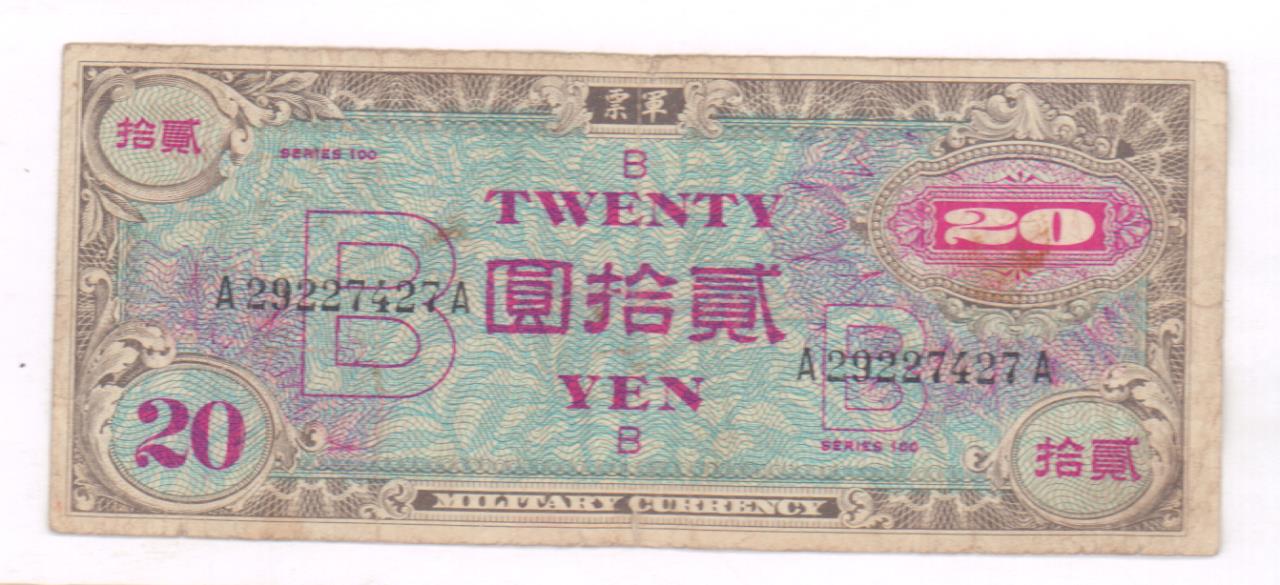 軍票
貳拾
SERIES 100
B
TWENTY
20
B
A29227427A
貳拾圓
B
A29227427A
YEN
20
B
SERIES 100
貳拾
MILITARY CURRENCY